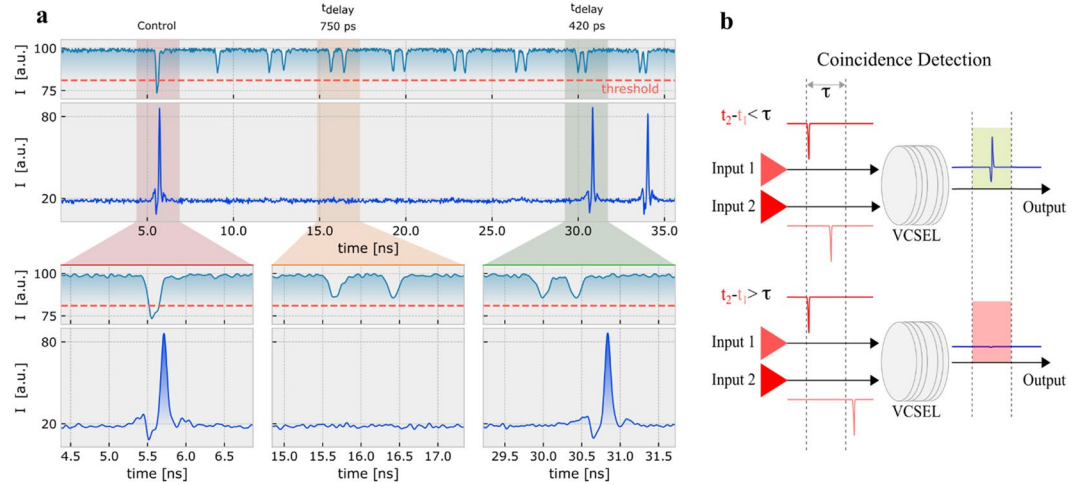 a
Control
tdelay
750 ps
tdelay
420 ps
I [a.u.]
100
75
threshold
I [a.u.]
80
20
5.0 10.0 15.0 20.0 25.0 30.0 35.0
time [ns]
I [a.u.]
100
75
I [a.u.]
80
20
4.5 5.0 5.5 6.0 6.5
time [ns]
15.0 15.5 16.0 16.5 17.0
time [ns]
29.5 30.0 30.5 31.0 31.5
time [ns]
b
Coincidence Detection
τ
t2-t1< τ
Input 1
Input 2
VCSEL
Output
t2-t1> τ
Input 1
Input 2
VCSEL
Output